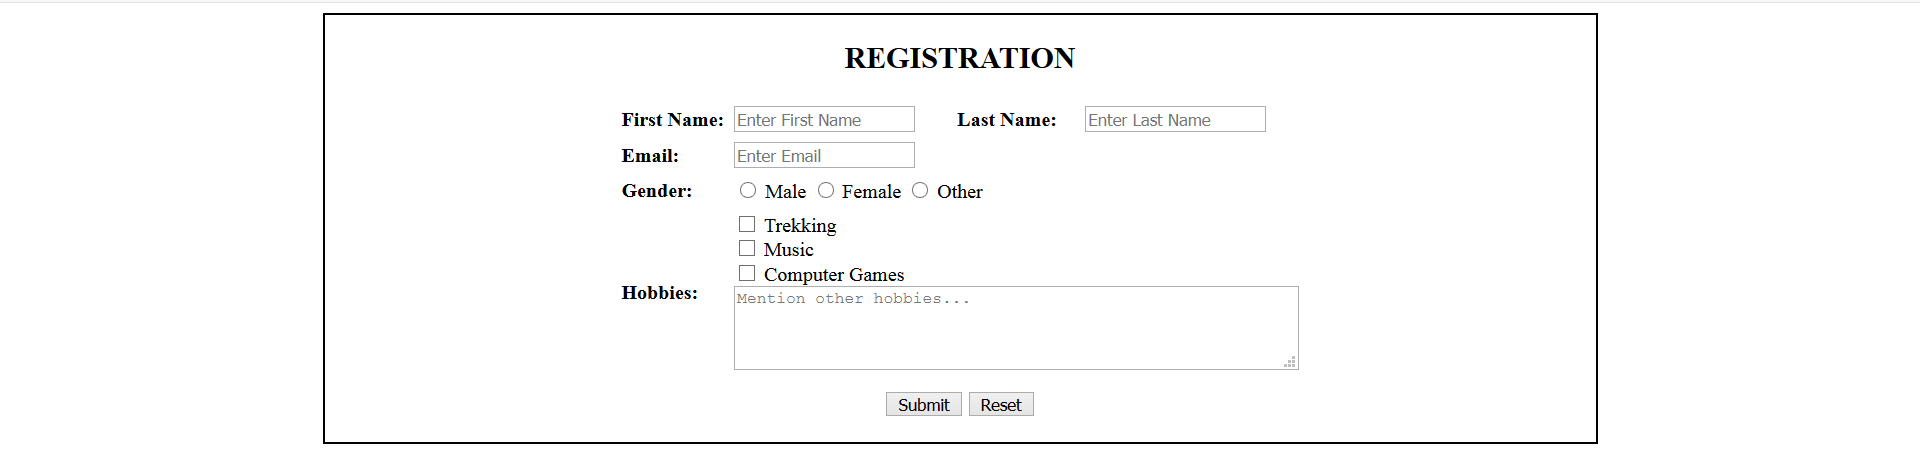 REGISTRATION
First Name: Enter First Name Last Name: Enter Last Name
Email: Enter Email
Gender: Male Female Other
Trekking
Music
Computer Games
Hobbies: Mention other hobbies...
Submit Reset